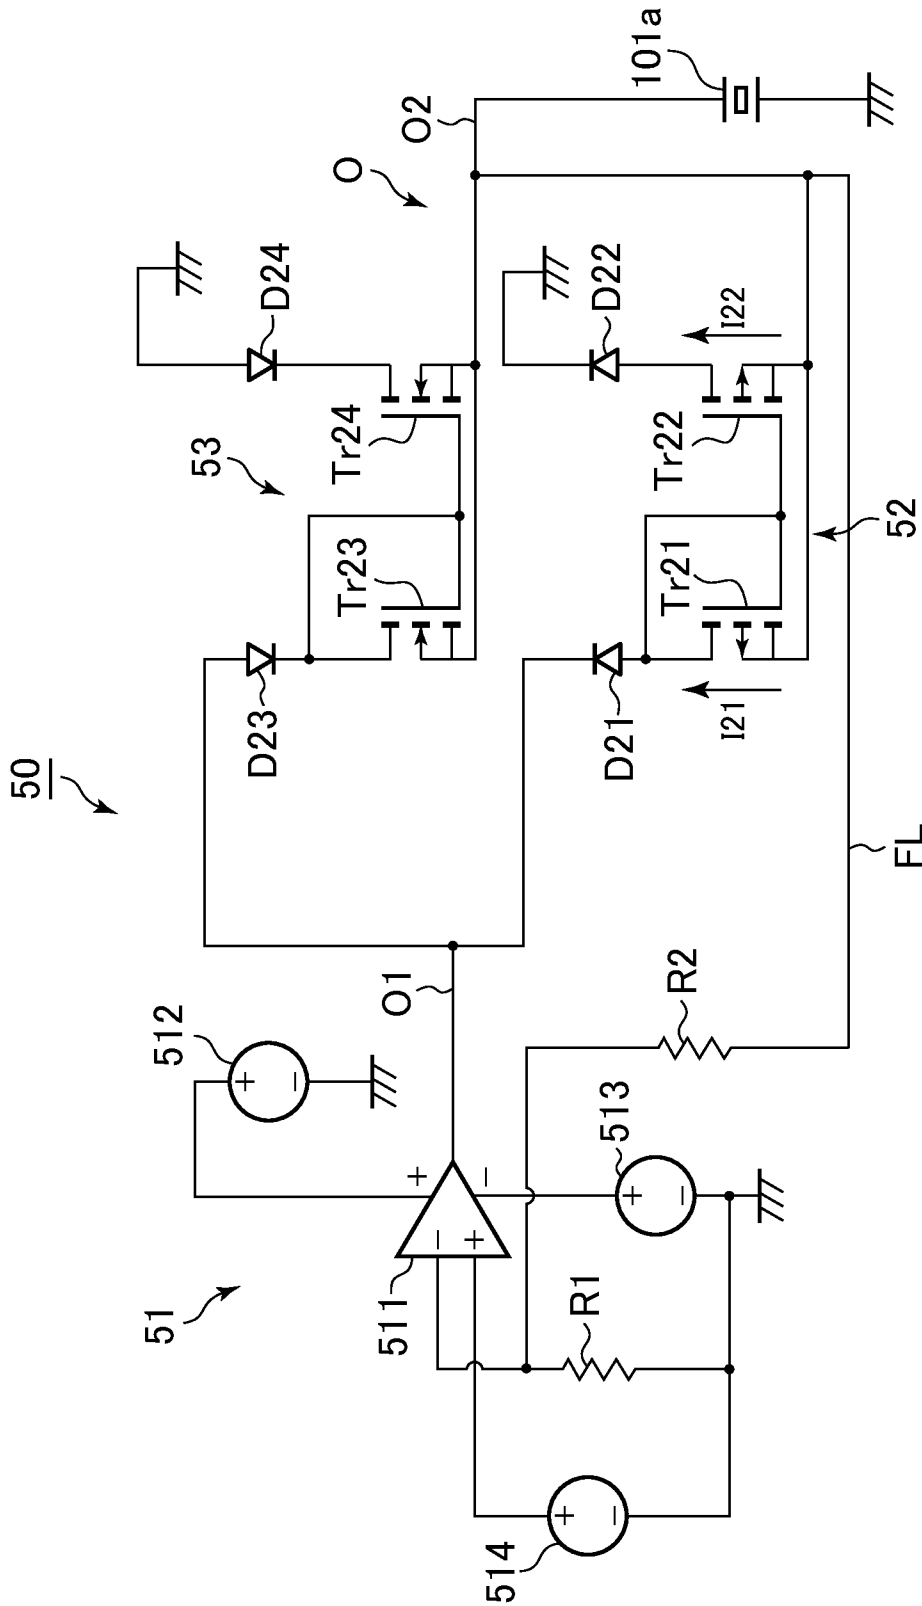 50
51
512
+
−
O1
511
−
+
+
−
513
+
−
R1
R2
514
+
−
53
D23
D24
Tr23
Tr24
O
O2
101a
D21
D22
Tr21
Tr22
I21
I22
52
FL